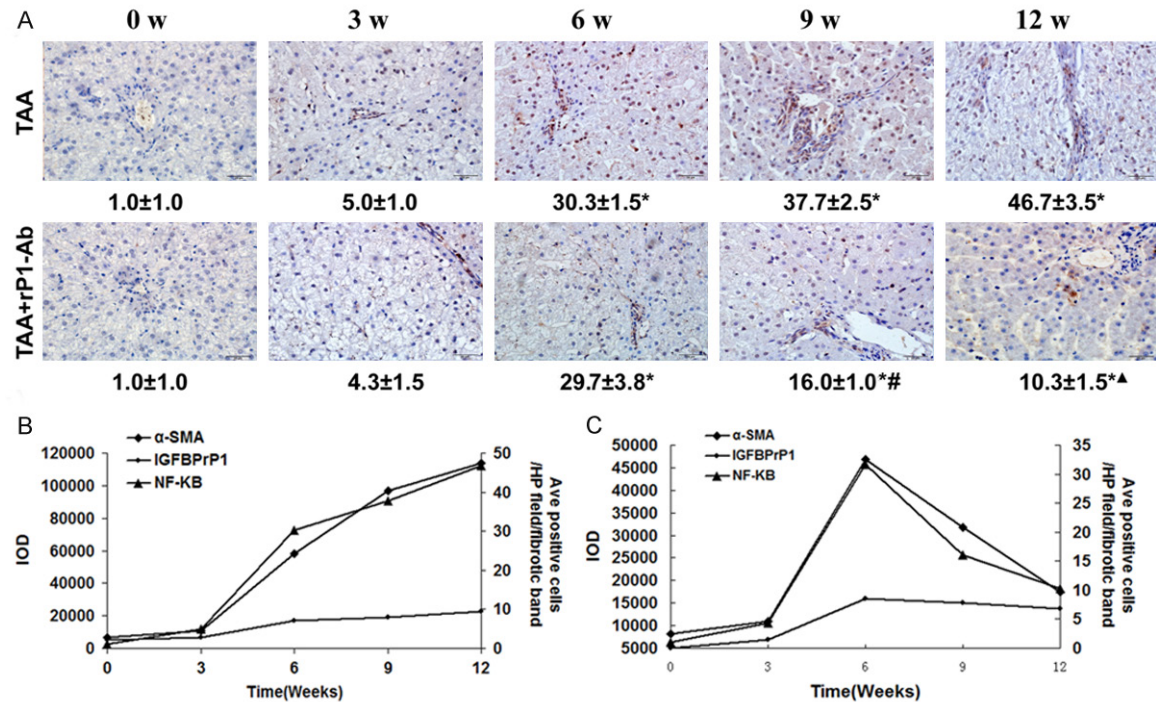 A
0 w 3 w 6 w 9 w 12 w
TAA
1.0±1.0 5.0±1.0 30.3±1.5* 37.7±2.5* 46.7±3.5*
TAA+rP1-Ab
1.0±1.0 4.3±1.5 29.7±3.8* 16.0±1.0*# 10.3±1.5*▲
B
α-SMA
IGFBPrP1
NF-KB
IOD
120000
100000
80000
60000
40000
20000
0
50
40
30
20
10
0
Ave positive cells
/HP field/fibrotic band
0 3 6 9 12
Time(Weeks)
C
α-SMA
IGFBPrP1
NF-KB
IOD
50000
45000
40000
35000
30000
25000
20000
15000
10000
5000
35
30
25
20
15
10
5
0
Ave positive cells
/HP field/fibrotic band
0 3 6 9 12
Time(Weeks)